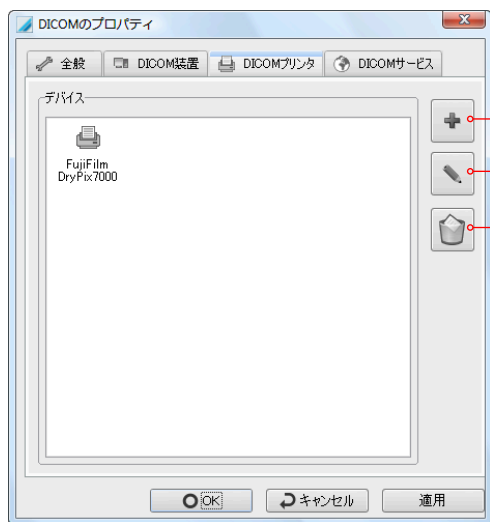 DICOMのプロパティ
全般
DICOM装置
DICOMプリンタ
DICOMサービス
デバイス
FujiFilm
DryPix7000
OK
キャンセル
適用